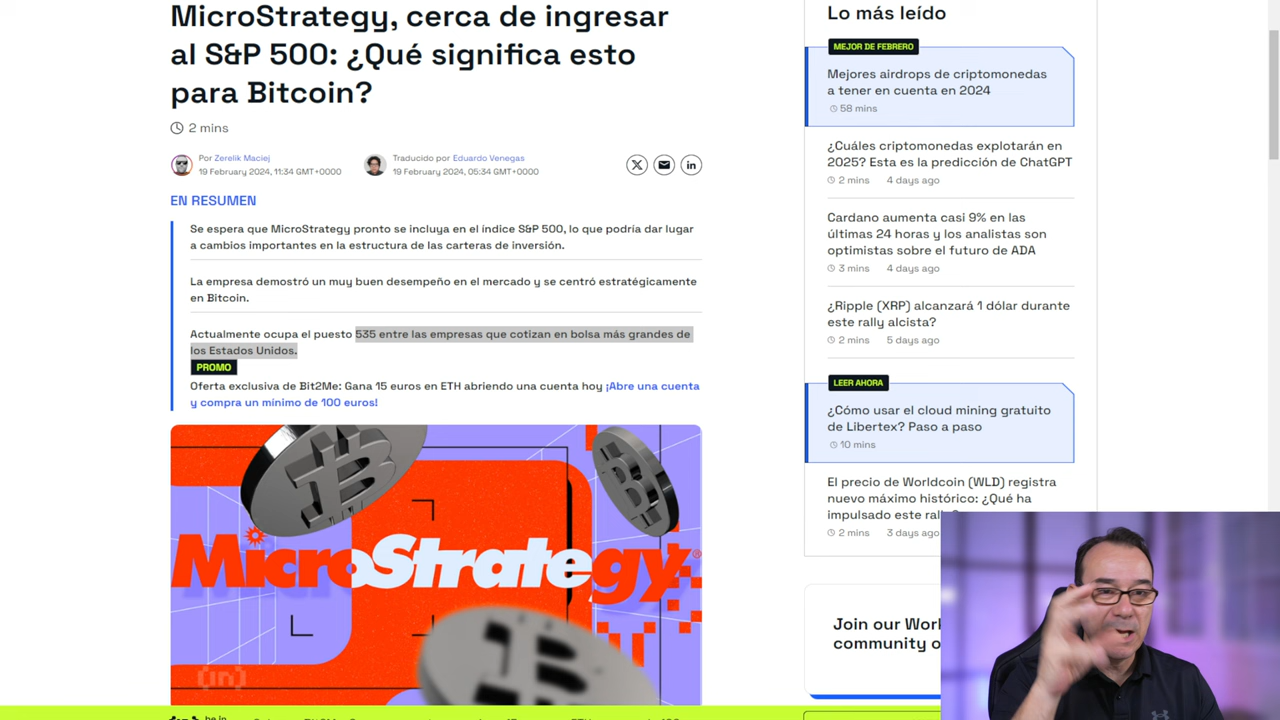 MicroStrategy, cerca de ingresar
al S&P 500: ¿Qué significa esto
para Bitcoin?
2 mins
Por Zerelik Maciej
19 February 2024, 11:34 GMT+0000
Traducido por Eduardo Venegas
19 February 2024, 05:34 GMT+0000
EN RESUMEN
Se espera que MicroStrategy pronto se incluya en el índice S&P 500, lo que podría dar lugar
a cambios importantes en la estructura de las carteras de inversión.
La empresa demostró un muy buen desempeño en el mercado y se centró estratégicamente
en Bitcoin.
Actualmente ocupa el puesto 535 entre las empresas que cotizan en bolsa más grandes de
los Estados Unidos.
PROMO
Oferta exclusiva de Bit2Me: Gana 15 euros en ETH abriendo una cuenta hoy ¡Abre una cuenta
y compra un mínimo de 100 euros!
MicroStrategy®
Lo más leído
MEJOR DE FEBRERO
Mejores airdrops de criptomonedas
a tener en cuenta en 2024
58 mins
¿Cuáles criptomonedas explotarán en
2025? Esta es la predicción de ChatGPT
2 mins 4 days ago
Cardano aumenta casi 9% en las
últimas 24 horas y los analistas son
optimistas sobre el futuro de ADA
3 mins 4 days ago
¿Ripple (XRP) alcanzará 1 dólar durante
este rally alcista?
2 mins 5 days ago
LEER AHORA
¿Cómo usar el cloud mining gratuito
de Libertex? Paso a paso
10 mins
El precio de Worldcoin (WLD) registra
nuevo máximo histórico: ¿Qué ha
impulsado este
2 mins 3 days ago
Join our
community